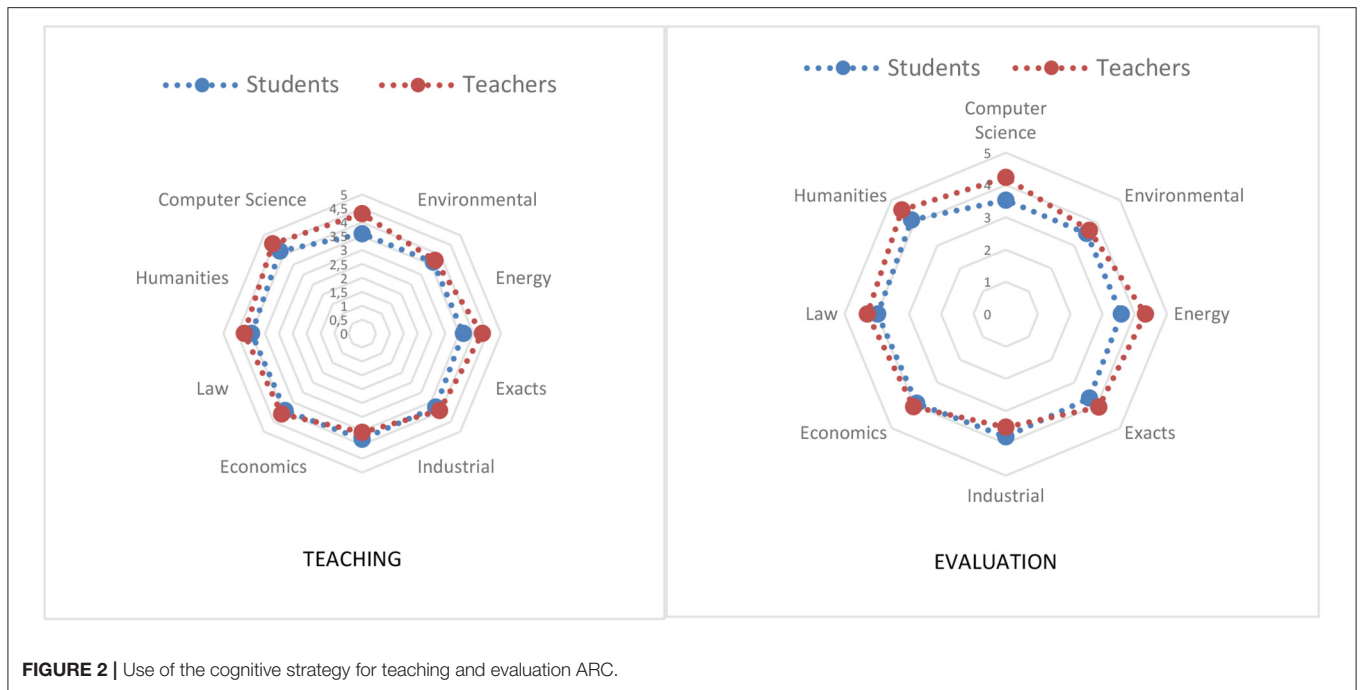 Students Teachers
Computer Science
Environmental
Humanities
Energy
Law
Exacts
Economics
Industrial
5
4,5
4
3,5
3
2,5
2
1,5
1
0,5
0
TEACHING
Students Teachers
Computer
Science
Humanities
Environmental
Law
Energy
Economics
Exacts
Industrial
5
4
3
2
1
0
EVALUATION
FIGURE 2 | Use of the cognitive strategy for teaching and evaluation ARC.